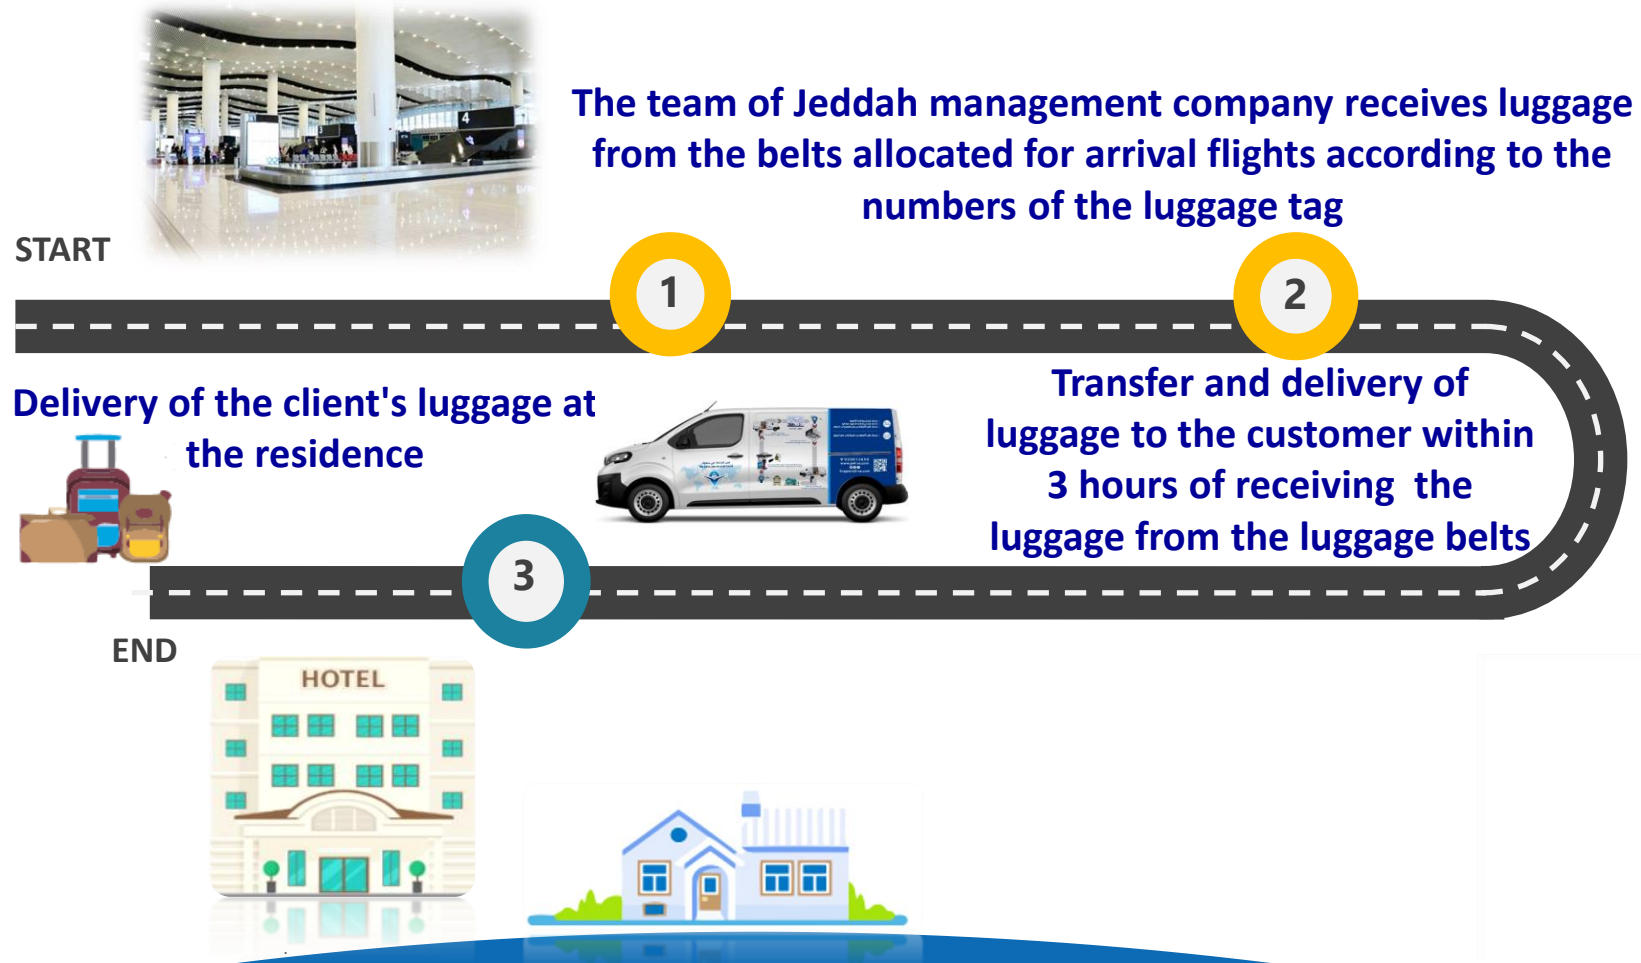 The team of Jeddah management company receives luggage
from the belts allocated for arrival flights according to the
numbers of the luggage tag
START
1
2
Transfer and delivery of
luggage to the customer within
3 hours of receiving the
luggage from the luggage belts
Delivery of the client's luggage at
the residence
3
END
HOTEL
4
3